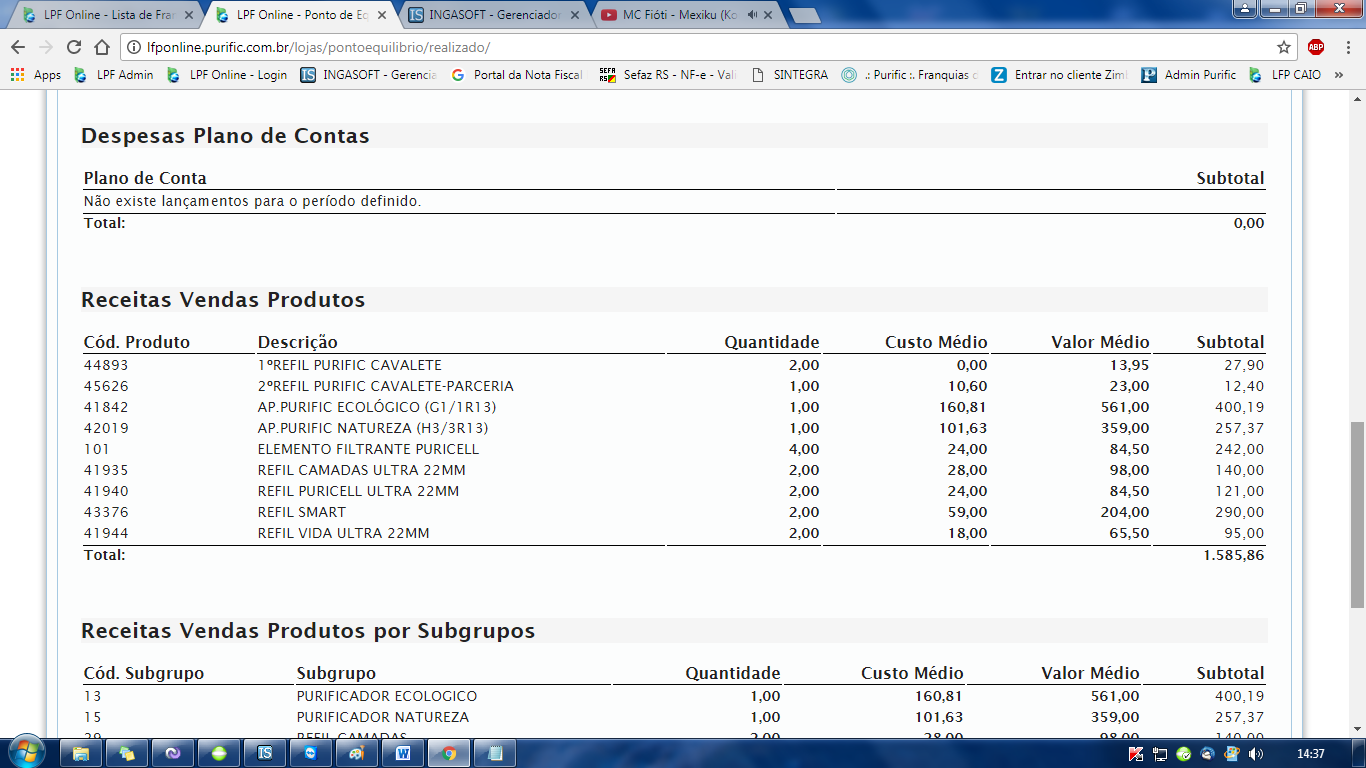 LPF Online - Lista de Fran
LPF Online - Ponto de Eq
INGASOFT - Gerenciador
MC Fióti - Mexiku (Ko
lfponline.purific.com.br/lojas/pontoequilibrio/realizado/
ABP
Apps LPF Admin LPF Online - Login INGASOFT - Gerencia Portal da Nota Fiscal Sefaz RS - NF-e - Vali SINTEGRA .: Purific :. Franquias Entrar no cliente Zim Admin Purific LFP CAIO »
Despesas Plano de Contas
Plano de Conta Subtotal
Não existe lançamentos para o período definido.
Total: 0,00
Receitas Vendas Produtos
Cód. Produto Descrição Quantidade Custo Médio Valor Médio Subtotal
44893 1ºREFIL PURIFIC CAVALETE 2,00 0,00 13,95 27,90
45626 2ºREFIL PURIFIC CAVALETE-PARCERIA 1,00 10,60 23,00 12,40
41842 AP.PURIFIC ECOLÓGICO (G1/1R13) 1,00 160,81 561,00 400,19
42019 AP.PURIFIC NATUREZA (H3/3R13) 1,00 101,63 359,00 257,37
101 ELEMENTO FILTRANTE PURICELL 4,00 24,00 84,50 242,00
41935 REFIL CAMADAS ULTRA 22MM 2,00 28,00 98,00 140,00
41940 REFIL PURICELL ULTRA 22MM 2,00 24,00 84,50 121,00
43376 REFIL SMART 2,00 59,00 204,00 290,00
41944 REFIL VIDA ULTRA 22MM 2,00 18,00 65,50 95,00
Total: 1.585,86
Receitas Vendas Produtos por Subgrupos
Cód. Subgrupo Subgrupo Quantidade Custo Médio Valor Médio Subtotal
13 PURIFICADOR ECOLOGICO 1,00 160,81 561,00 400,19
15 PURIFICADOR NATUREZA 1,00 101,63 359,00 257,37
REFIL CAMADAS 2,00 28,00 98,00 140,00
14:37